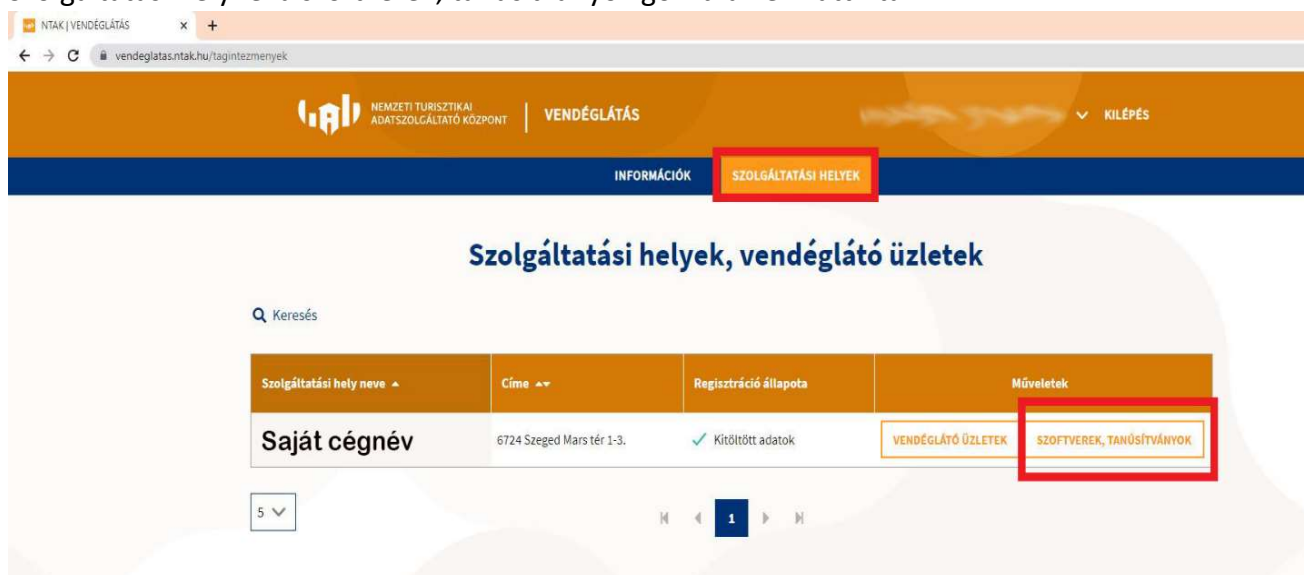 NTAK | VENDÉGLÁTÁS × +
vendeglatas.ntak.hu/tagintezmenyek
NEMZETI TURISZTIKAI
ADATSZOLGÁLTATÓ KÖZPONT
VENDÉGLÁTÁS
KILÉPÉS
INFORMÁCIÓK SZOLGÁLTATÁSI HELYEK
Szolgáltatási helyek, vendéglátó üzletek
Keresés
Szolgáltatási hely neve Címe Regisztráció állapota Műveletek
Saját cégnév 6724 Szeged Mars tér 1-3. Kitöltött adatok VENDÉGLÁTÓ ÜZLETEK SZOFTVEREK, TANÚSÍTVÁNYOK
5 1